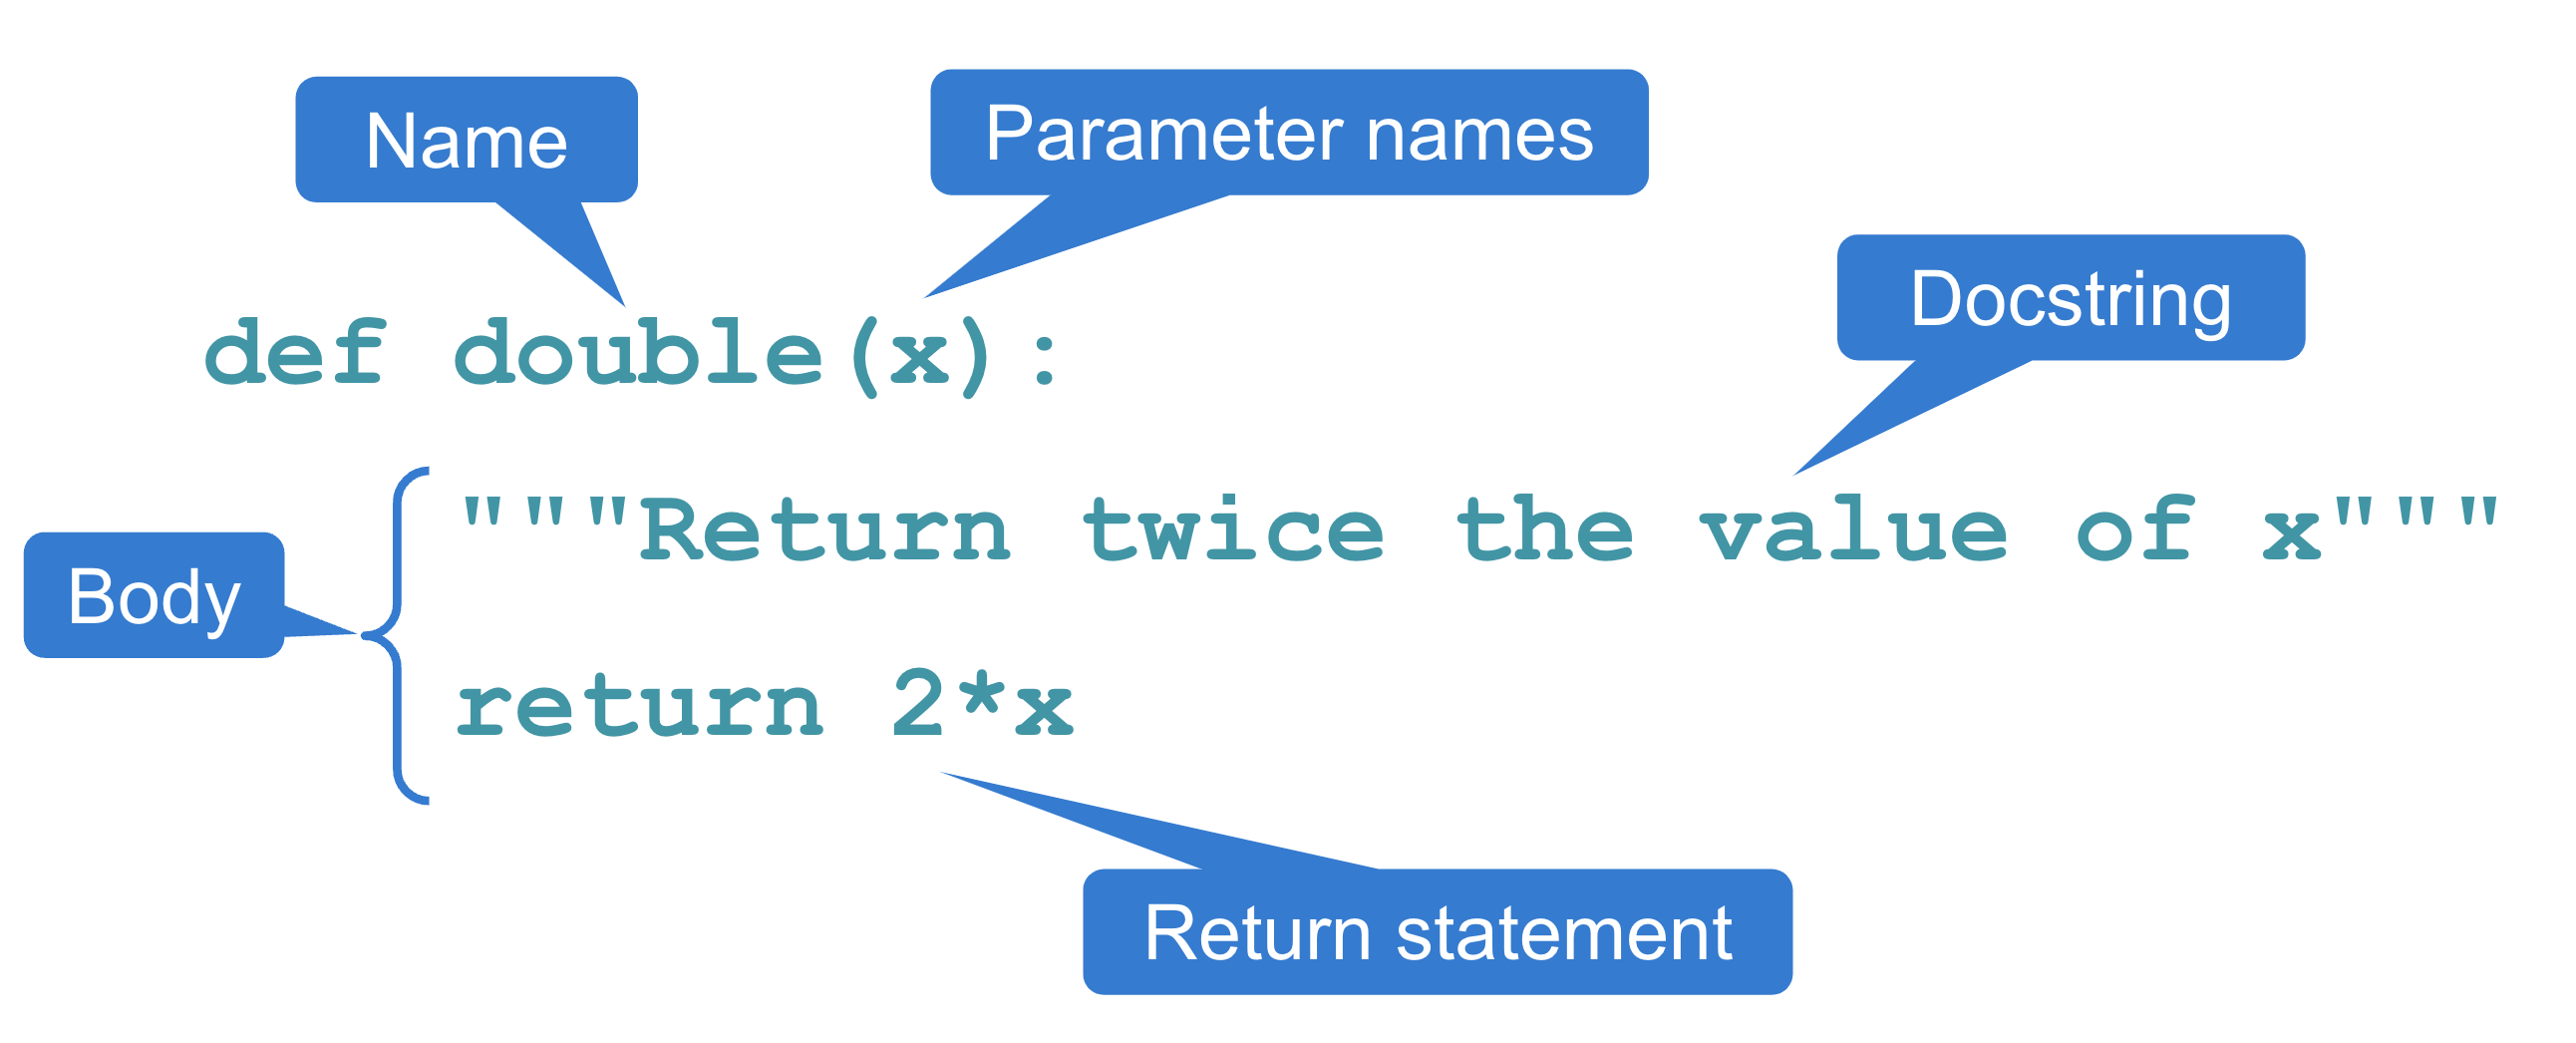 Name
Parameter names
Docstring
def double(x):
"""Return twice the value of x"""
Body
return 2*x
Return statement